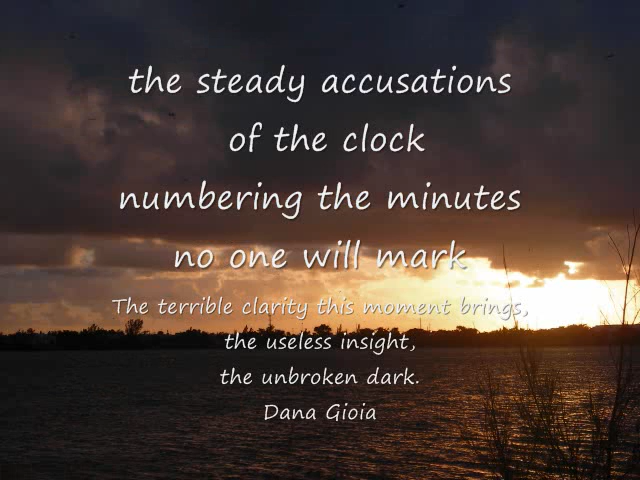 the steady accusations
of the clock
numbering the minutes
no one will mark
The terrible clarity this moment brings,
the useless insight,
the unbroken dark.
Dana Gioia